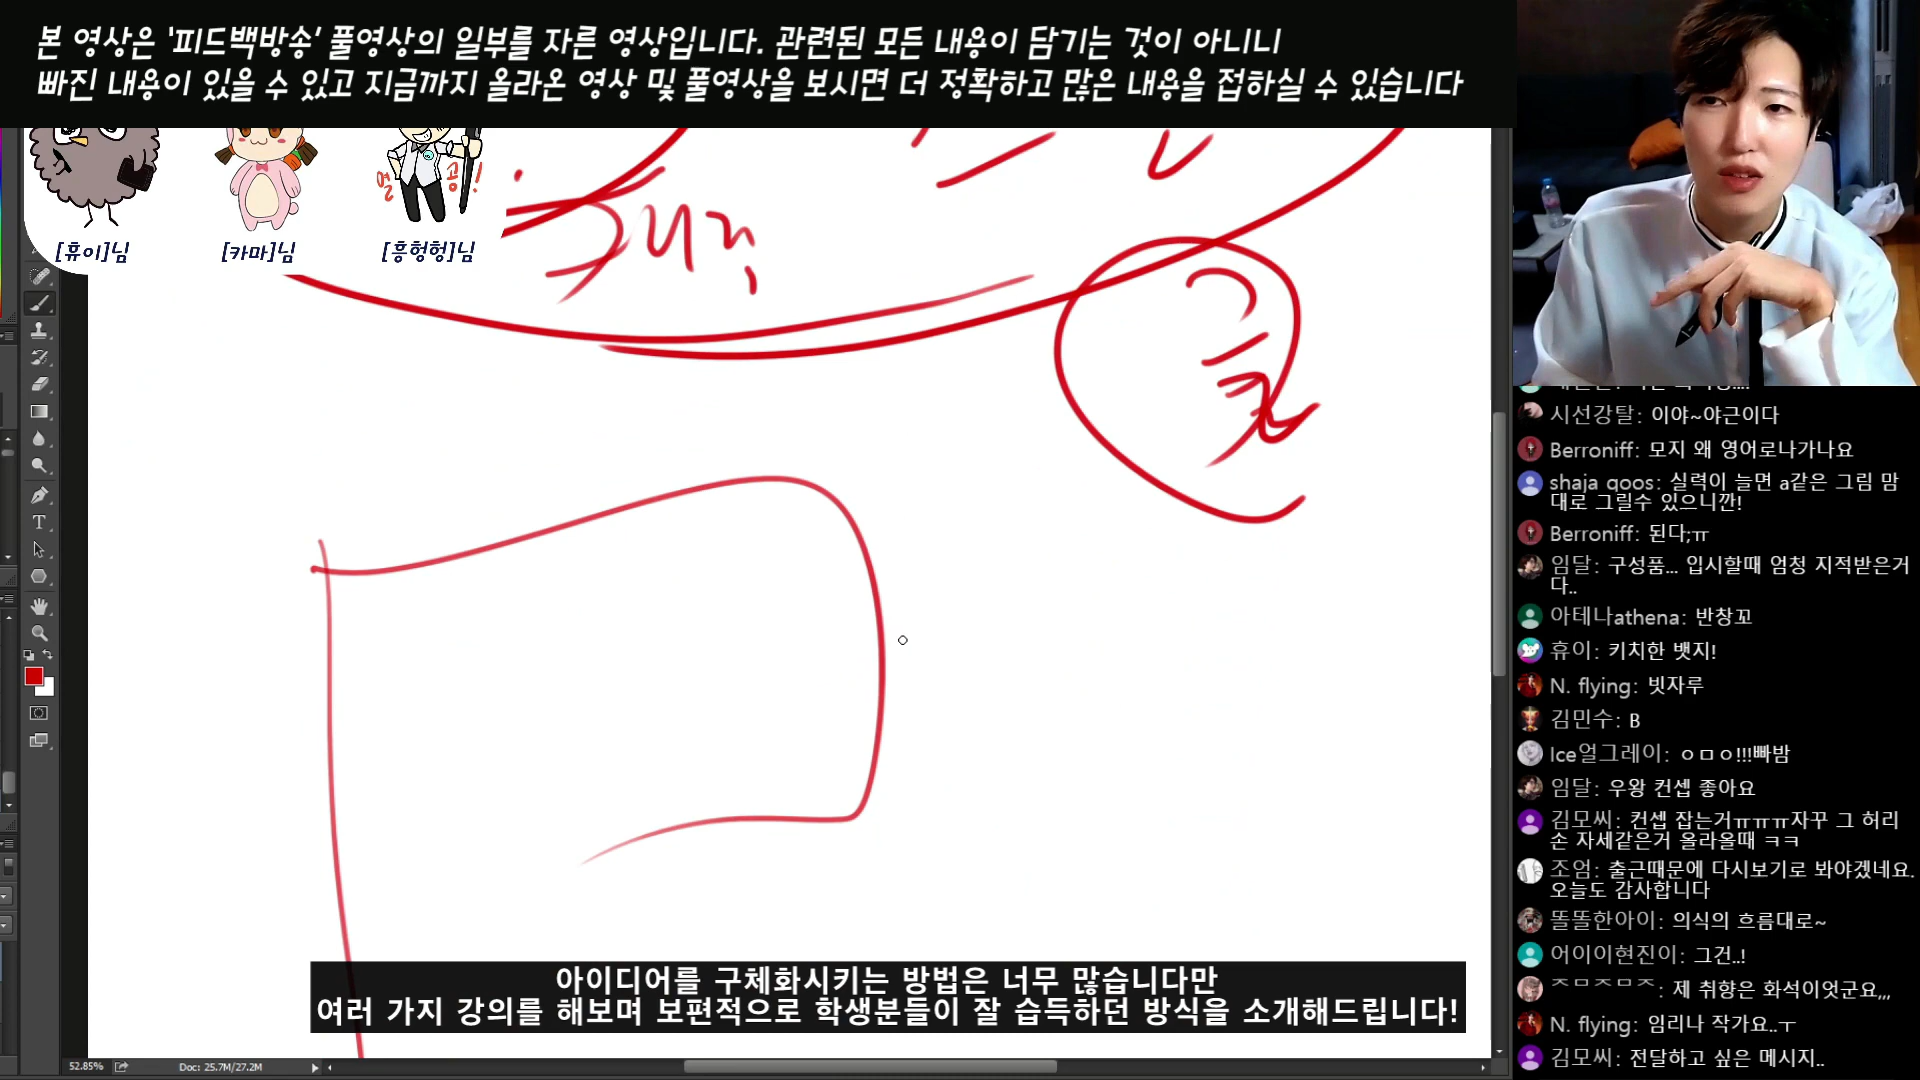 본 영상은 '피드백방송' 풀영상의 일부를 자른 영상입니다. 관련된 모든 내용이 담기는 것이 아니니
빠진 내용이 있을 수 있고 지금까지 올라온 영상 및 풀영상을 보시면 더 정확하고 많은 내용을 접하실 수 있습니다
열 공!
[휴이]님
[카마]님
[흥헝헝]님
시선강탈: 이야~야근이다
Berroniff: 모지 왜 영어로나가나요
shaja qoos: 실력이 늘면 a같은 그림 맘
대로 그릴수 있으니깐!
Berroniff: 된다;ㅠ
임달: 구성품... 입시할때 엄청 지적받은거
다..
아테나athena: 반창꼬
휴이: 키치한 뱃지!
N. flying: 빗자루
김민수: B
Ice얼그레이: ㅇㅁㅇ!!!빠밤
임달: 우왕 컨셉 좋아요
김모씨: 컨셉 잡는거ㅠㅠㅠ자꾸 그 허리
손 자세같은거 올라올때 ㅋㅋ
조엄: 출근때문에 다시보기로 봐야겠네요.
오늘도 감사합니다
똘똘한아이: 의식의 흐름대로~
어이이현진이: 그건..!
ᄌᄆᄌᄆᄌ: 제 취향은 화석이엇군요,,,
N. flying: 임리나 작가요..ㅜ
김모씨: 전달하고 싶은 메시지..
아이디어를 구체화시키는 방법은 너무 많습니다만
여러 가지 강의를 해보며 보편적으로 학생분들이 잘 습득하던 방식을 소개해드립니다!
52.85%
Doc: 25.7M/27.2M